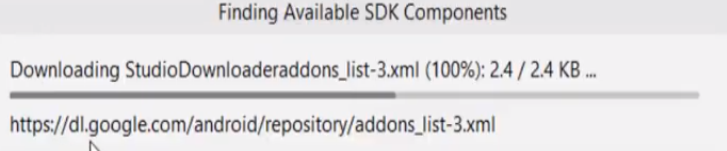 Finding Available SDK Components
Downloading StudioDownloaderaddons_list-3.xml (100%): 2.4 / 2.4 KB ...
https://dl.google.com/android/repository/addons_list-3.xml